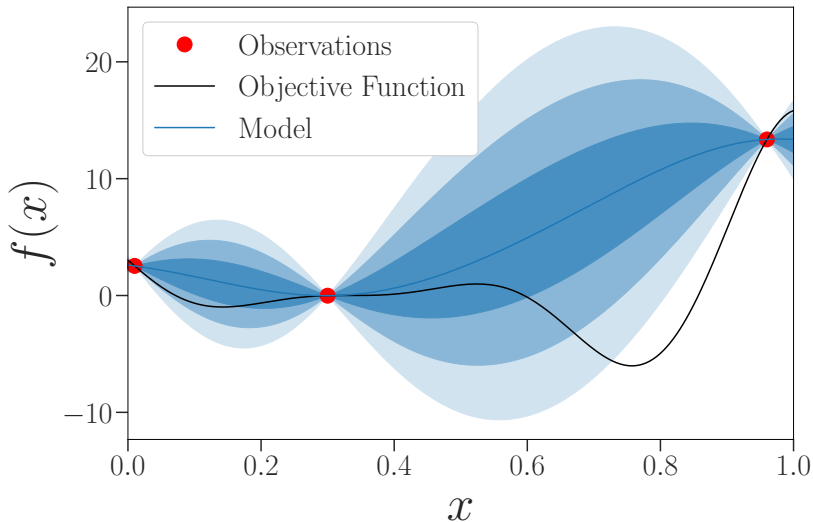 Observations
Objective Function
Model
20
10
0
−10
f(x)
0.0 0.2 0.4 0.6 0.8 1.0
x